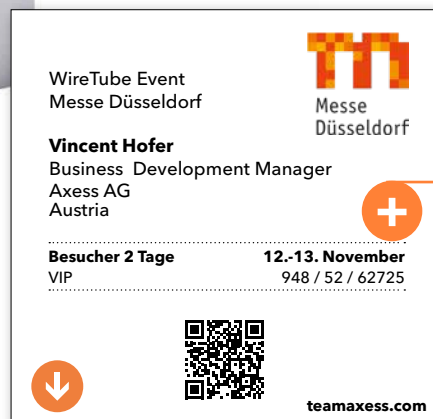 WireTube Event
Messe Düsseldorf
Messe
Düsseldorf
Vincent Hofer
Business Development Manager
Axess AG
Austria
Besucher 2 Tage 12.-13. November
VIP 948 / 52 / 62725
teamaxess.com